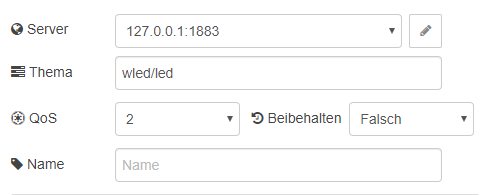 Server 127.0.0.1:1883
Thema wled/led
QoS 2 Beibehalten Falsch
Name Name